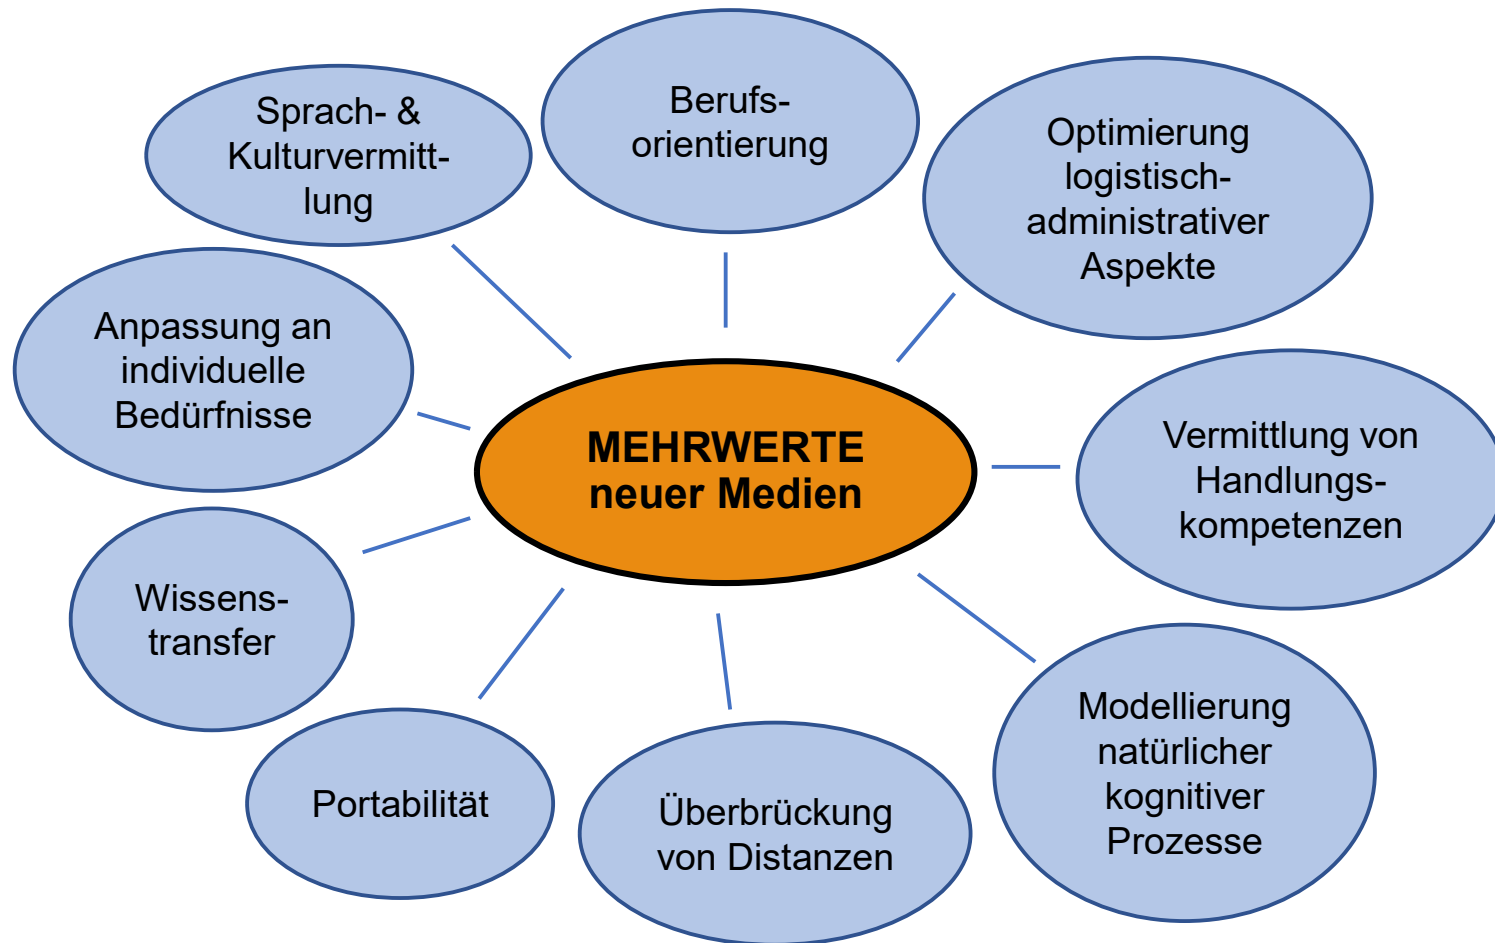 Sprach- &
Kulturvermitt-
lung
Berufs-
orientierung
Optimierung
logistisch-
administrativer
Aspekte
Anpassung an
individuelle
Bedürfnisse
MEHRWERTE
neuer Medien
Vermittlung von
Handlungs-
kompetenzen
Wissens-
transfer
Portabilität
Überbrückung
von Distanzen
Modellierung
natürlicher
kognitiver
Prozesse